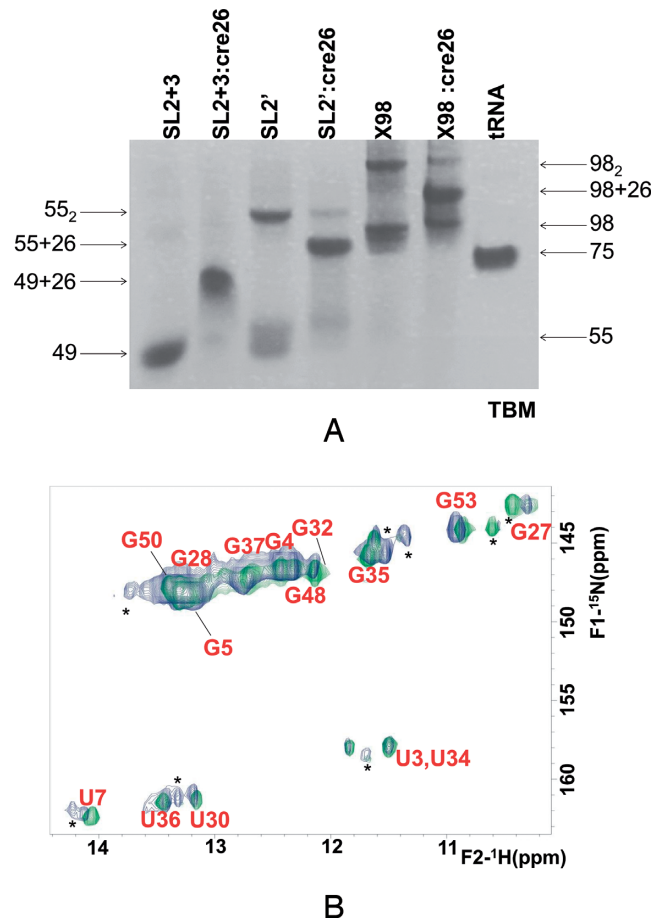 SL2+3
SL2+3:cre26
SL2'
SL2':cre26
X98
X98 :cre26
tRNA
55₂
55+26
49+26
49
98₂
98+26
98
75
55
TBM
A
G50
G28
G37
G4
G32
G53
G27
G35
G48
G5
*
*
*
*
*
145
150
155
160
F1-¹⁵N(ppm)
U3,U34
*
*
U7
U36
U30
*
14
13
12
11
F2-¹H(ppm)
B